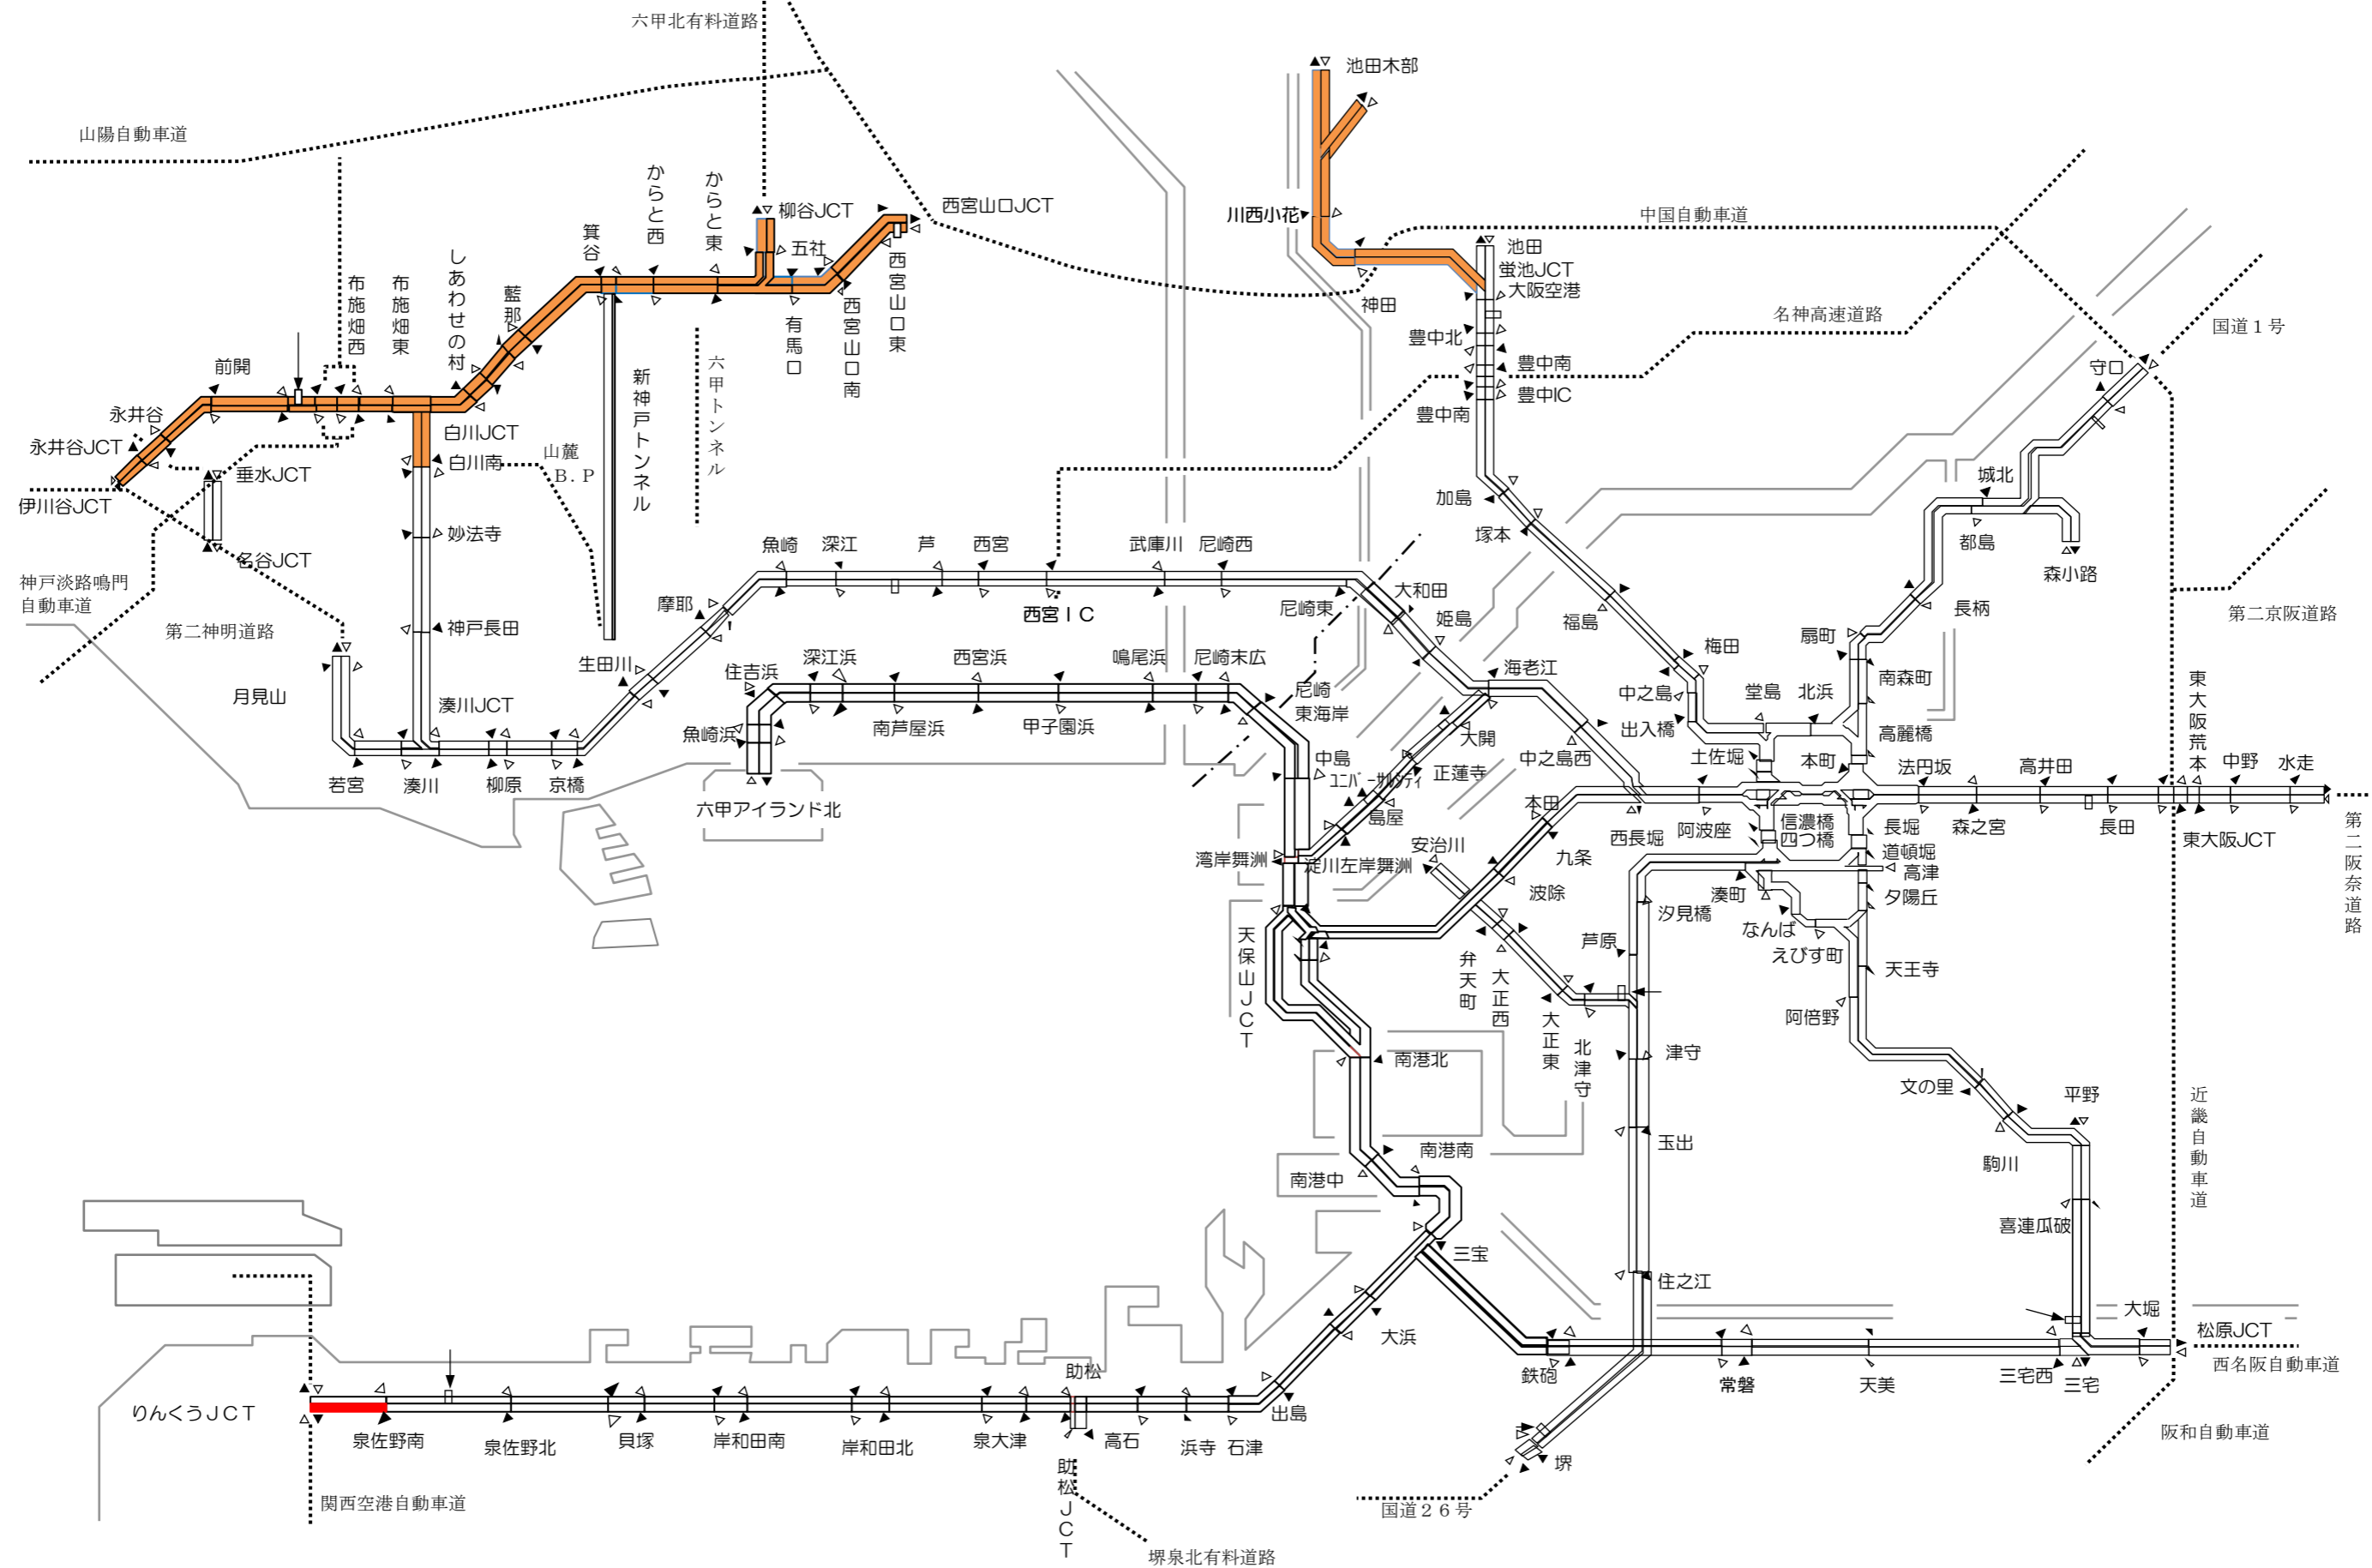 六甲北有料道路
池田木部
山陽自動車道
からと西
からと東
柳谷JCT
西宮山口JCT
川西小花
中国自動車道
箕谷
五社
池田
蛍池JCT
大阪空港
しあわせの村
藍那
西宮山口東
布施畑西
布施畑東
有馬口
西宮山口南
神田
名神高速道路
国道1号
豊中北
豊中南
豊中IC
豊中南
守口
前開
新神戸トンネル
六甲トンネル
永井谷
永井谷JCT
白川JCT
白川南
山麓
B.P
垂水JCT
伊川谷JCT
加島
城北
塚本
妙法寺
魚崎
深江
芦
西宮
武庫川
尼崎西
都島
名谷JCT
森小路
神戸淡路鳴門
自動車道
摩耶
西宮IC
尼崎東
大和田
姫島
福島
長柄
第二京阪道路
第二神明道路
神戸長田
扇町
梅田
生田川
住吉浜
深江浜
西宮浜
鳴尾浜
尼崎末広
海老江
南森町
月見山
湊川JCT
尼崎
東海岸
中之島
堂島
北浜
東大阪荒本
魚崎浜
南芦屋浜
甲子園浜
大開
出入橋
高麗橋
中島
正蓮寺
中之島西
土佐堀
本町
法円坂
高井田
中野
水走
若宮
湊川
柳原
京橋
ユニバーサルシティ
六甲アイランド北
島屋
本田
西長堀
阿波座
信濃橋
四つ橋
長堀
森之宮
長田
東大阪JCT
第二阪奈道路
湾岸舞洲
淀川左岸舞洲
安治川
九条
道頓堀
高津
波除
湊町
夕陽丘
汐見橋
天保山JCT
なんば
芦原
えびす町
弁天町
大正西
天王寺
大正東
北津守
阿倍野
南港北
津守
文の里
平野
近畿自動車道
玉出
南港南
南港中
駒川
喜連瓜破
三宝
住之江
大堀
大浜
松原JCT
西名阪自動車道
助松
鉄砲
常磐
天美
三宅西
三宅
りんくうJCT
泉佐野南
泉佐野北
貝塚
岸和田南
岸和田北
泉大津
高石
浜寺
石津
出島
阪和自動車道
堺
助松JCT
関西空港自動車道
国道26号
堺泉北有料道路